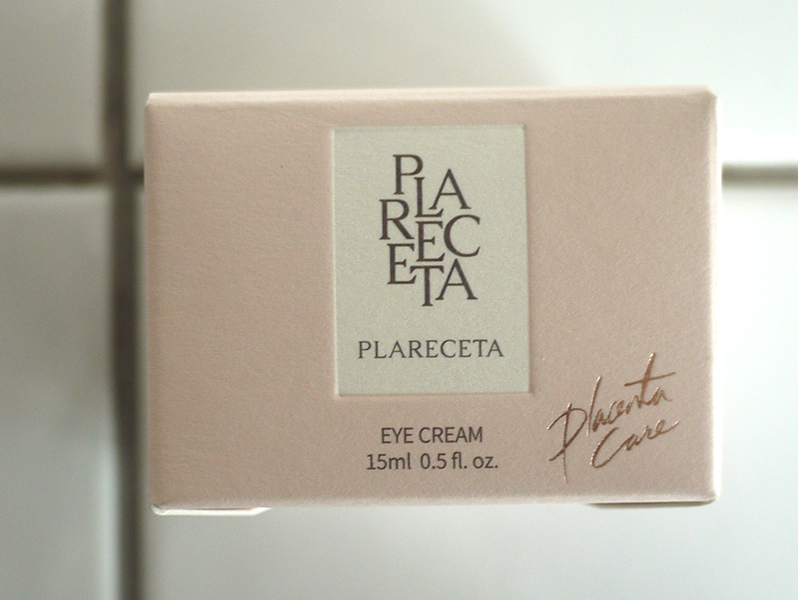 PLA
REC
ETA
PLARECETA
EYE CREAM
15ml 0.5 fl. oz.
Placenta
Care